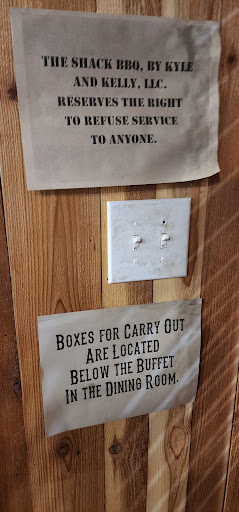 THE SHACK BBQ, BY KYLE
AND KELLY, LLC.
RESERVES THE RIGHT
TO REFUSE SERVICE
TO ANYONE.
BOXES FOR CARRY OUT
ARE LOCATED
BELOW THE BUFFET
IN THE DINING ROOM.